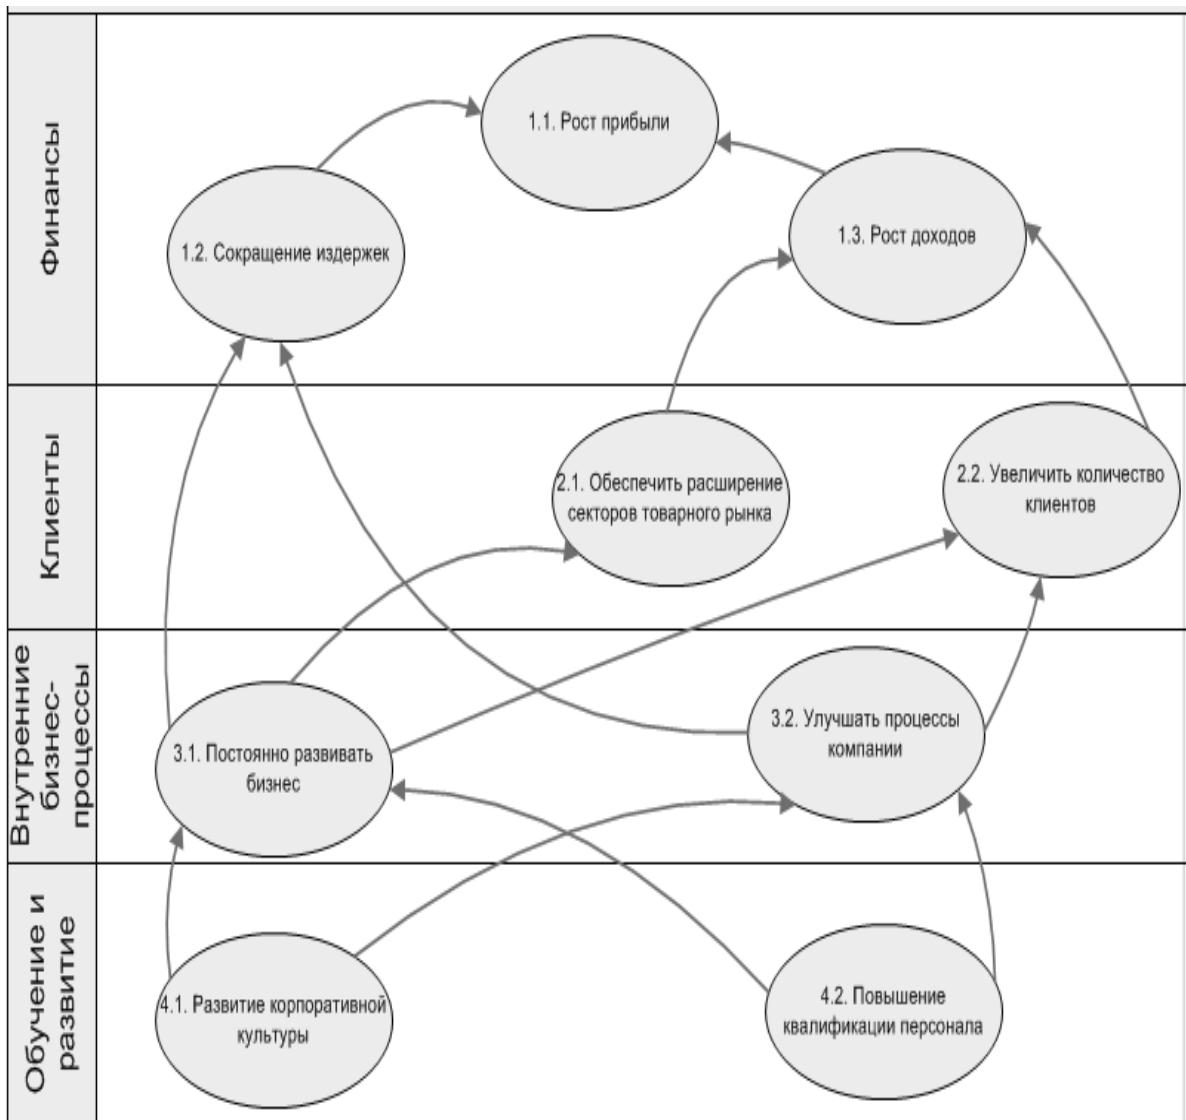 Финансы
1.1. Рост прибыли
1.2. Сокращение издержек
1.3. Рост доходов
Клиенты
2.1. Обеспечить расширение
секторов товарного рынка
2.2. Увеличить количество
клиентов
Внутренние
бизнес-
процессы
3.1. Постоянно развивать
бизнес
3.2. Улучшать процессы
компании
Обучение и
развитие
4.1. Развитие корпоративной
культуры
4.2. Повышение
квалификации персонала